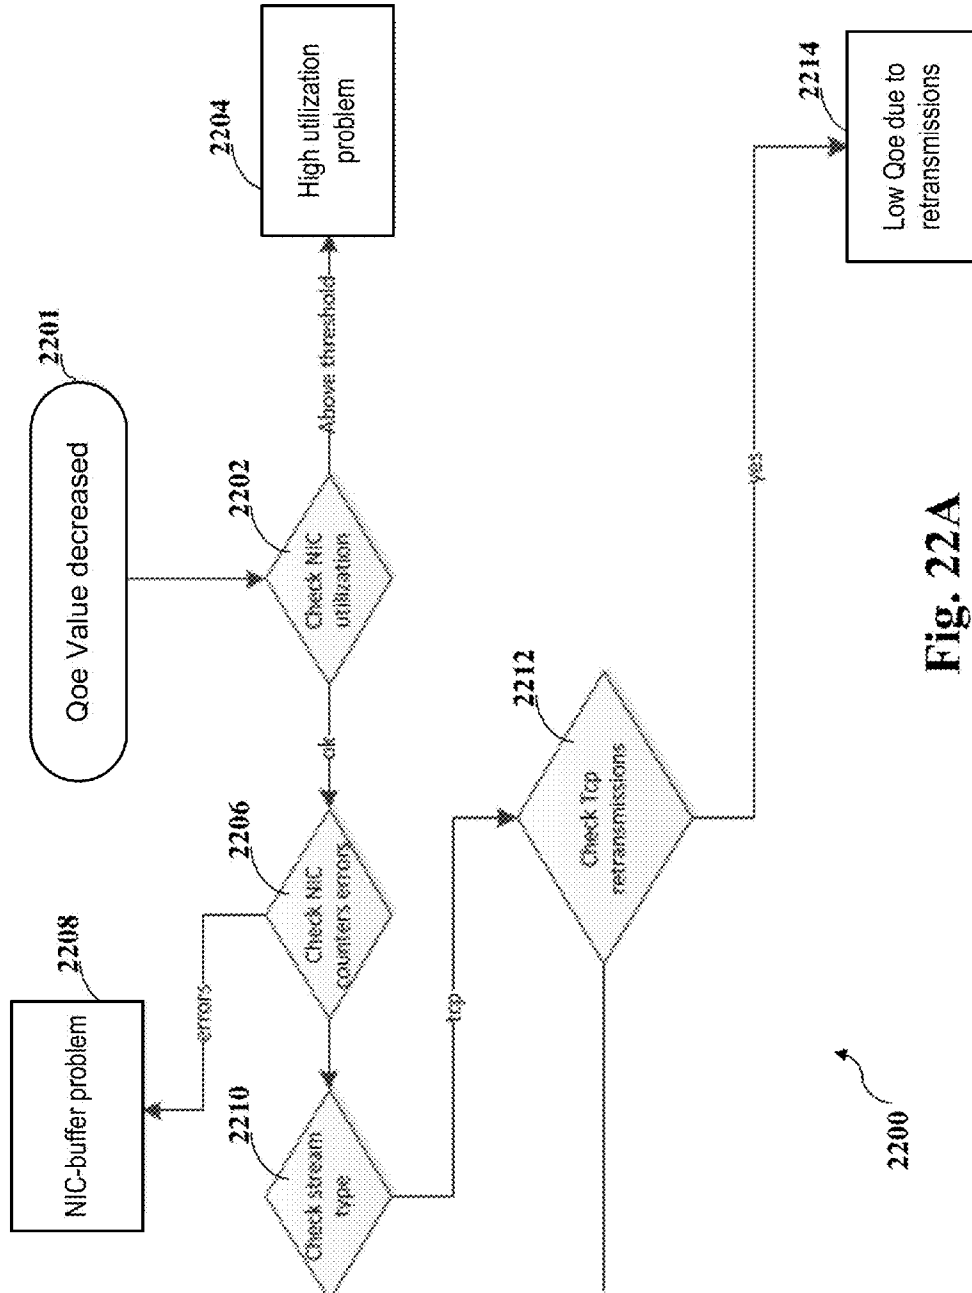 2201
Qoe Value decreased
2208
NIC-buffer problem
errors
2210
Check stream
type
2206
Check NIC
counters errors
ok
2202
Check NIC
utilization
Above threshold
2204
High utilization
problem
tcp
2212
Check Tcp
retransmissions
yes
2214
Low Qoe due to
retransmissions
2200
Fig. 22A